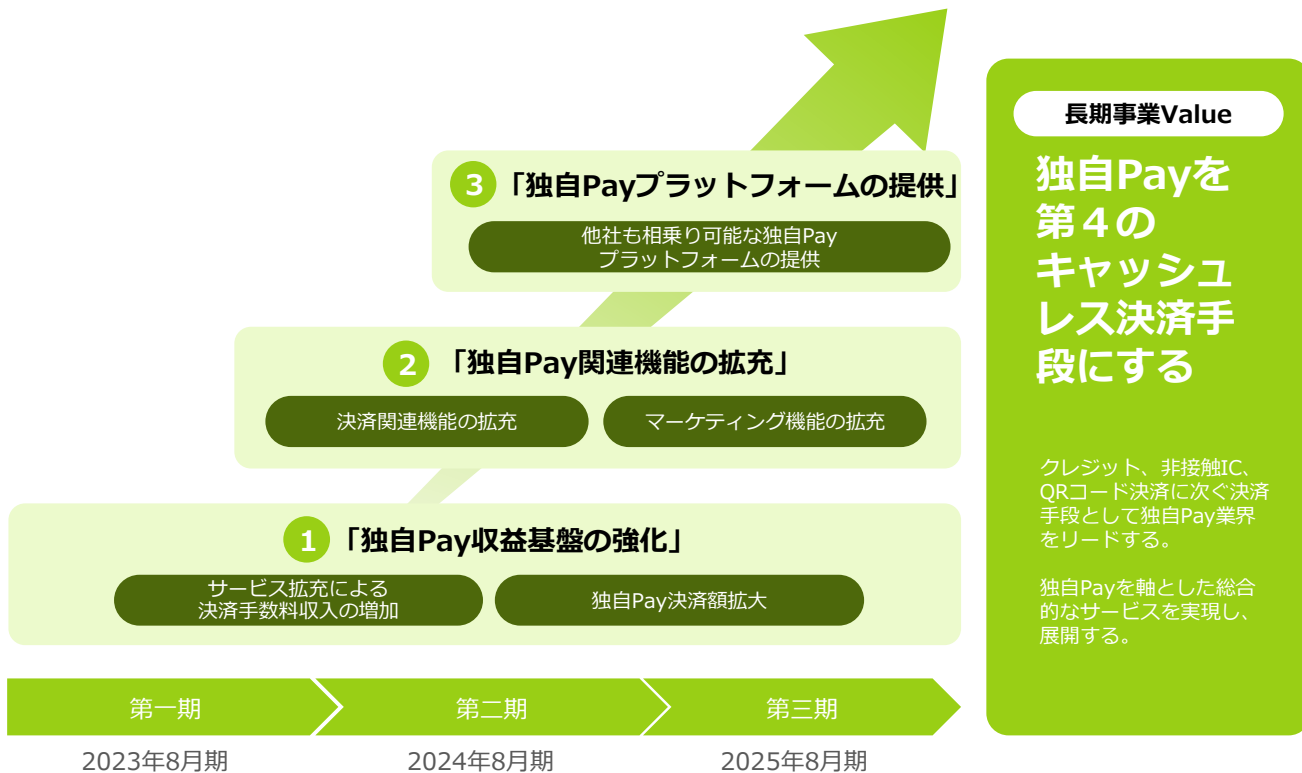 3 「独自Payプラットフォームの提供」
他社も相乗り可能な独自Pay
プラットフォームの提供
2 「独自Pay関連機能の拡充」
決済関連機能の拡充
マーケティング機能の拡充
1 「独自Pay収益基盤の強化」
サービス拡充による
決済手数料収入の増加
独自Pay決済額拡大
第一期
第二期
第三期
2023年8月期
2024年8月期
2025年8月期
長期事業Value
独自Payを
第４の
キャッシュ
レス決済手
段にする
クレジット、非接触IC、
QRコード決済に次ぐ決済
手段として独自Pay業界
をリードする。
独自Payを軸とした総合
的なサービスを実現し、
展開する。